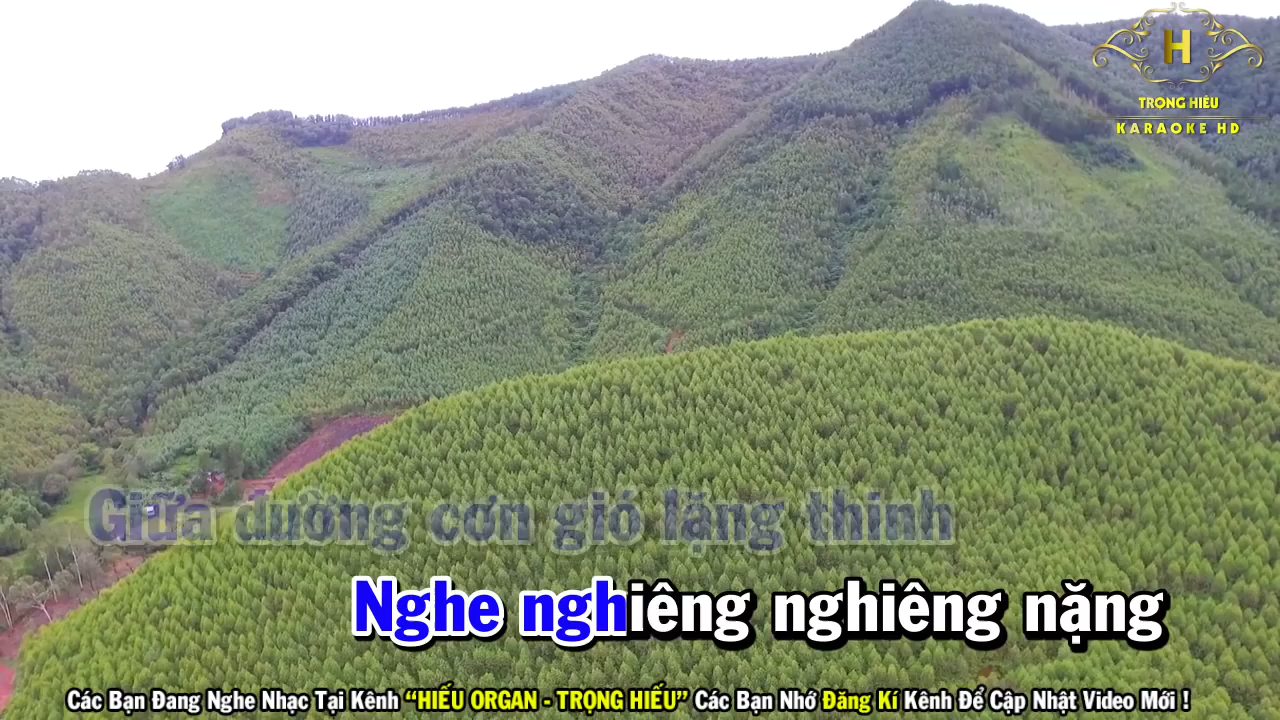 H
TRỌNG HIẾU
KARAOKE HD
Giữa đường cơn gió lặng thinh
Nghe nghiêng nghiêng nặng
Các Bạn Đang Nghe Nhạc Tại Kênh “HIẾU ORGAN - TRỌNG HIẾU” Các Bạn Nhớ Đăng Kí Kênh Để Cập Nhật Video Mới !